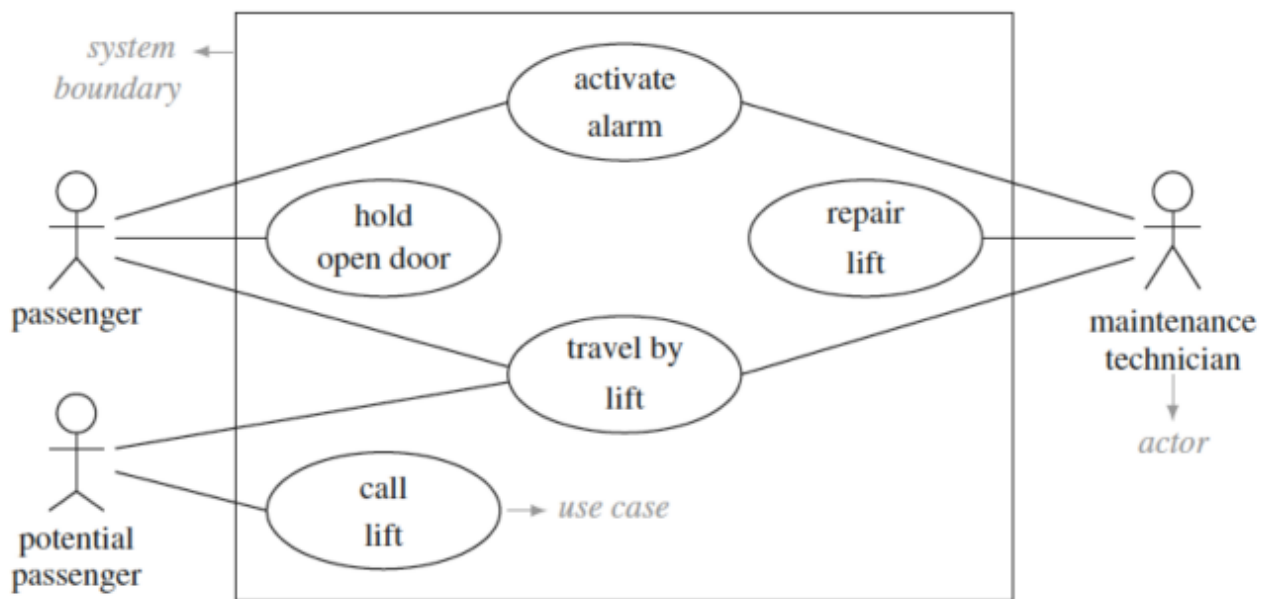 system
boundary
activate
alarm
hold
open door
repair
lift
passenger
maintenance
technician
travel by
lift
actor
call
lift
use case
potential
passenger